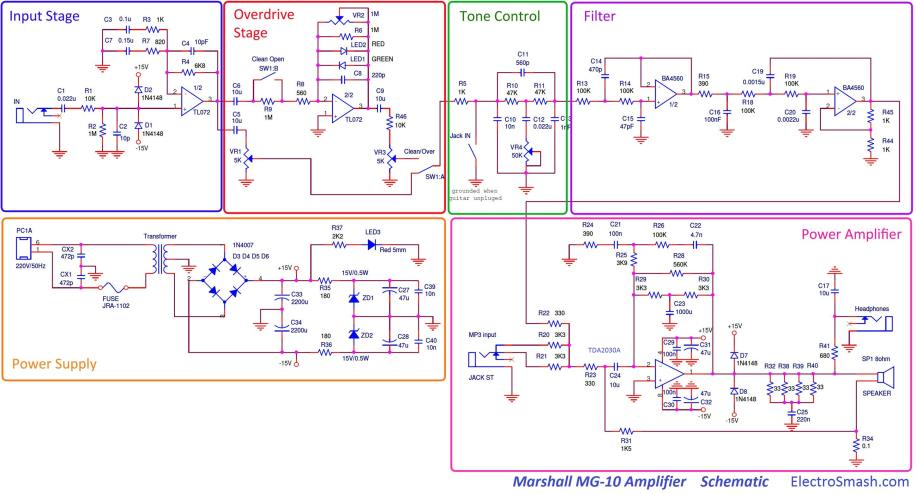 Input Stage
C3 0.1u R3 1K
C7 0.15u R7 820
C4 10pF
R4
6K8
+15V
D2
1N4148
1/2
TL072
IN
C1
0.022u
R1
10K
R2
1M
C2
10p
D1
1N4148
-15V
Overdrive
Stage
1M
VR2
R6
1M
RED
LED2
LED1
GREEN
C8
220p
Clean Open
SW1:B
C6
10u
R9
1M
R8
560
2/2
TL072
C9
10u
R46
10K
C5
10u
VR1
5K
VR3
5K
Clean/Over
SW1:A
Tone Control
C11
560p
R5
1K
R10
47K
R11
47K
C10
10n
C12
0.022u
C13
1nF
Jack IN
VR4
50K
grounded when
guitar unpluged
Filter
C14
470p
R13
100K
R14
100K
C15
47pF
BA4560
1/2
R15
390
C16
100nF
C19
0.0015u
R18
100K
R19
100K
C20
0.0022u
BA4560
2/2
R45
1K
R44
1K
PC1A
220V/50Hz
CX2
472p
CX1
472p
Transformer
FUSE
JRA-1102
1N4007
D3 D4 D5 D6
R37
2K2
LED3
Red 5mm
+15V
C33
2200u
C34
2200u
-15V
R35
180
15V/0.5W
ZD1
ZD2
R36
180
15V/0.5W
C27
47u
C28
47u
C39
10n
C40
10n
Power Supply
Power Amplifier
R24
390
C21
100n
R26
100K
C22
4.7n
R25
3K9
R28
560K
R29
3K3
R30
3K3
C23
1000u
C17
10u
Headphones
R41
680
MP3 input
JACK ST
R22 330
R20 3K3
R21 3K3
R23
330
C24
10u
TDA2030A
+15V
C29
100n
C31
47u
100n
C30
47u
C32
-15V
+15V
D7
1N4148
D8
1N4148
-15V
R32 R38 R39 R40
33 33 33 33
C25
220n
SP1 8ohm
SPEAKER
R31
1K5
R34
0.1
Marshall MG-10 Amplifier Schematic ElectroSmash.com